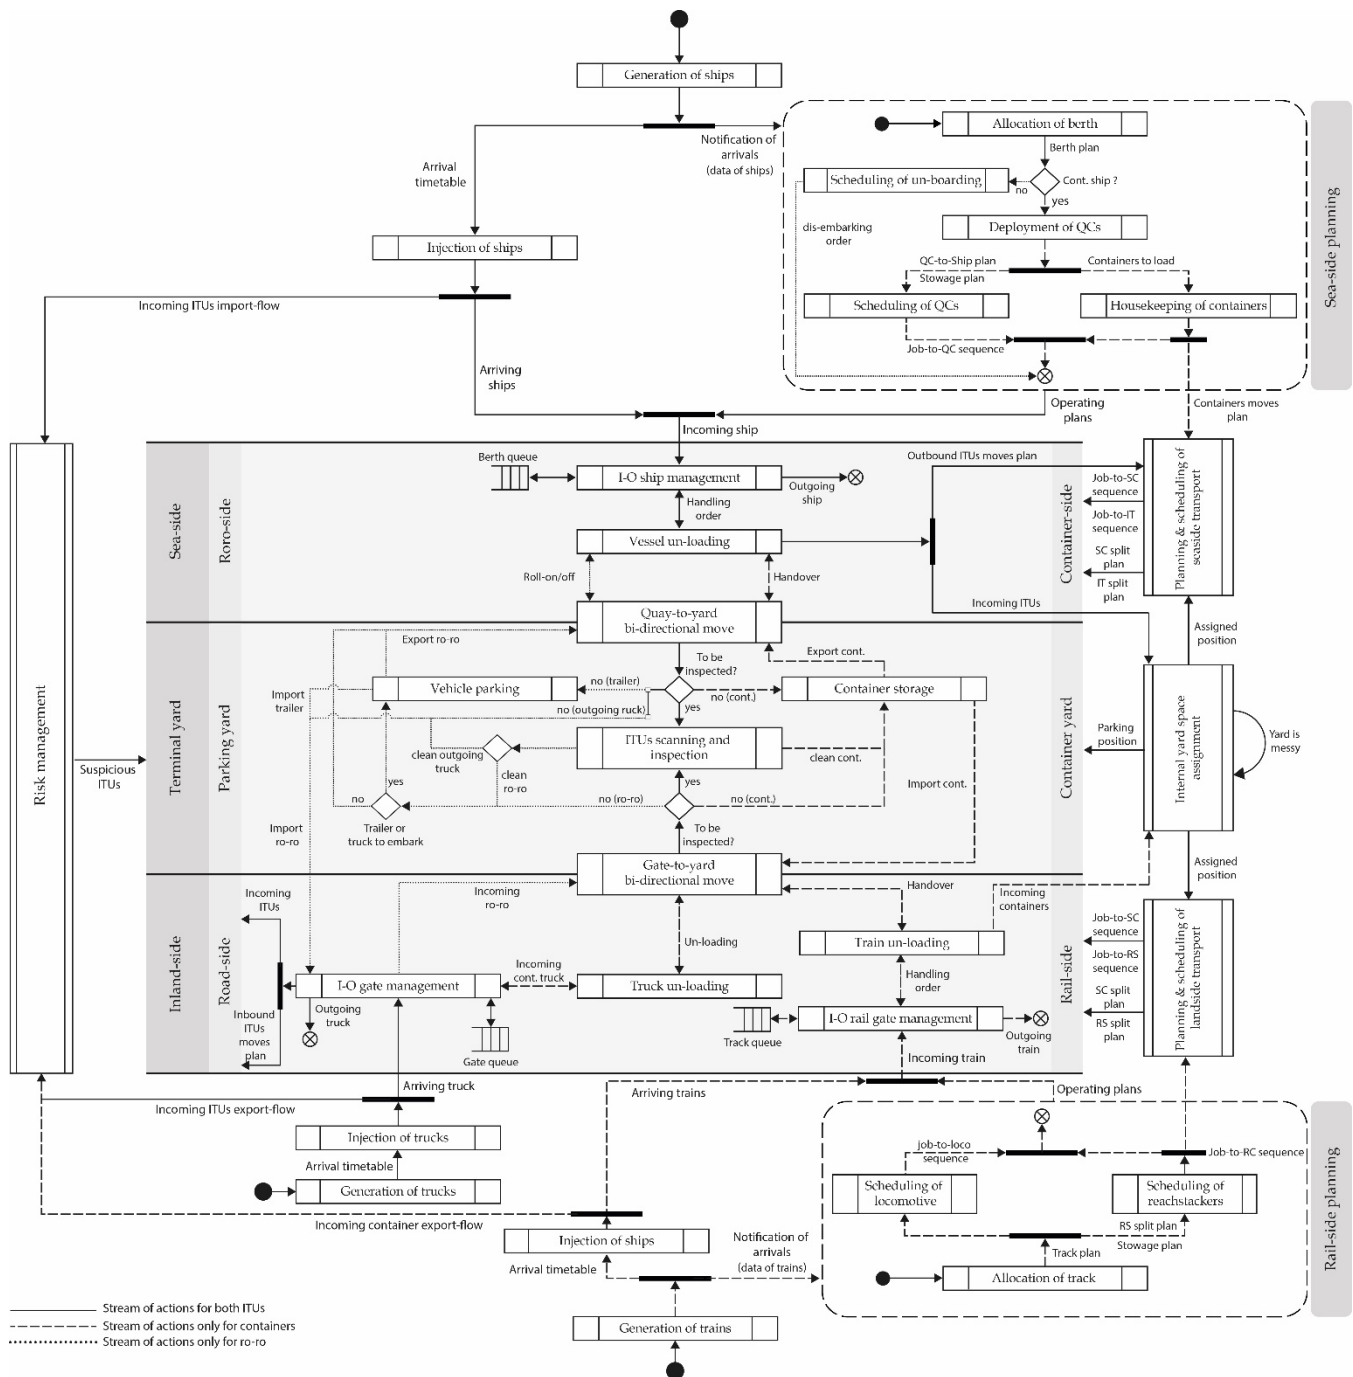 Generation of ships
Notification of
arrivals
(data of ships)
Arrival
timetable
Injection of ships
Allocation of berth
Berth plan
Scheduling of un-boarding
Cont. ship ?
no
yes
dis-embarking
order
Deployment of QCs
QC-to-Ship plan
Stowage plan
Containers to load
Scheduling of QCs
Housekeeping of containers
Job-to-QC sequence
Sea-side planning
Incoming ITUs import-flow
Arriving
ships
Operating
plans
Containers moves
plan
Incoming ship
Risk management
Suspicious
ITUs
Sea-side
Roro-side
Container-side
Berth queue
I-O ship management
Outgoing
ship
Outbound ITUs moves plan
Handling
order
Vessel un-loading
Roll-on/off
Handover
Incoming ITUs
Job-to-SC
sequence
Job-to-IT
sequence
SC split
plan
IT split
plan
Planning & scheduling of
seaside transport
Assigned
position
Quay-to-yard
bi-directional move
Terminal yard
Parking yard
Container yard
Export ro-ro
To be
inspected?
Export cont.
Import
trailer
Vehicle parking
no (trailer)
no (cont.)
Container storage
no (outgoing ruck)
yes
ITUs scanning and
inspection
clean outgoing
truck
clean
ro-ro
clean cont.
Import cont.
yes
yes
no
no (ro-ro)
no (cont.)
Trailer or
truck to embark
To be
inspected?
Import
ro-ro
Parking
position
Internal yard space
assignment
Yard is
messy
Gate-to-yard
bi-directional move
Assigned
position
Inland-side
Road-side
Rail-side
Incoming
ITUs
Incoming
ro-ro
Handover
Incoming
containers
Un-loading
Train un-loading
Incoming
cont. truck
I-O gate management
Truck un-loading
Handling
order
Outgoing
truck
Inbound
ITUs
moves
plan
Gate queue
Track queue
I-O rail gate management
Outgoing
train
Incoming train
Job-to-SC
sequence
Job-to-RS
sequence
SC split
plan
RS split
plan
Planning & scheduling of
landside transport
Arriving truck
Incoming ITUs export-flow
Arriving trains
Operating plans
Injection of trucks
Arrival timetable
Generation of trucks
Incoming container export-flow
job-to-loco
sequence
Job-to-RC sequence
Scheduling of
locomotive
Scheduling of
reachstackers
RS split plan
Stowage plan
Track plan
Allocation of track
Rail-side planning
Injection of ships
Arrival timetable
Notification of
arrivals
(data of trains)
Generation of trains
Stream of actions for both ITUs
Stream of actions only for containers
Stream of actions only for ro-ro